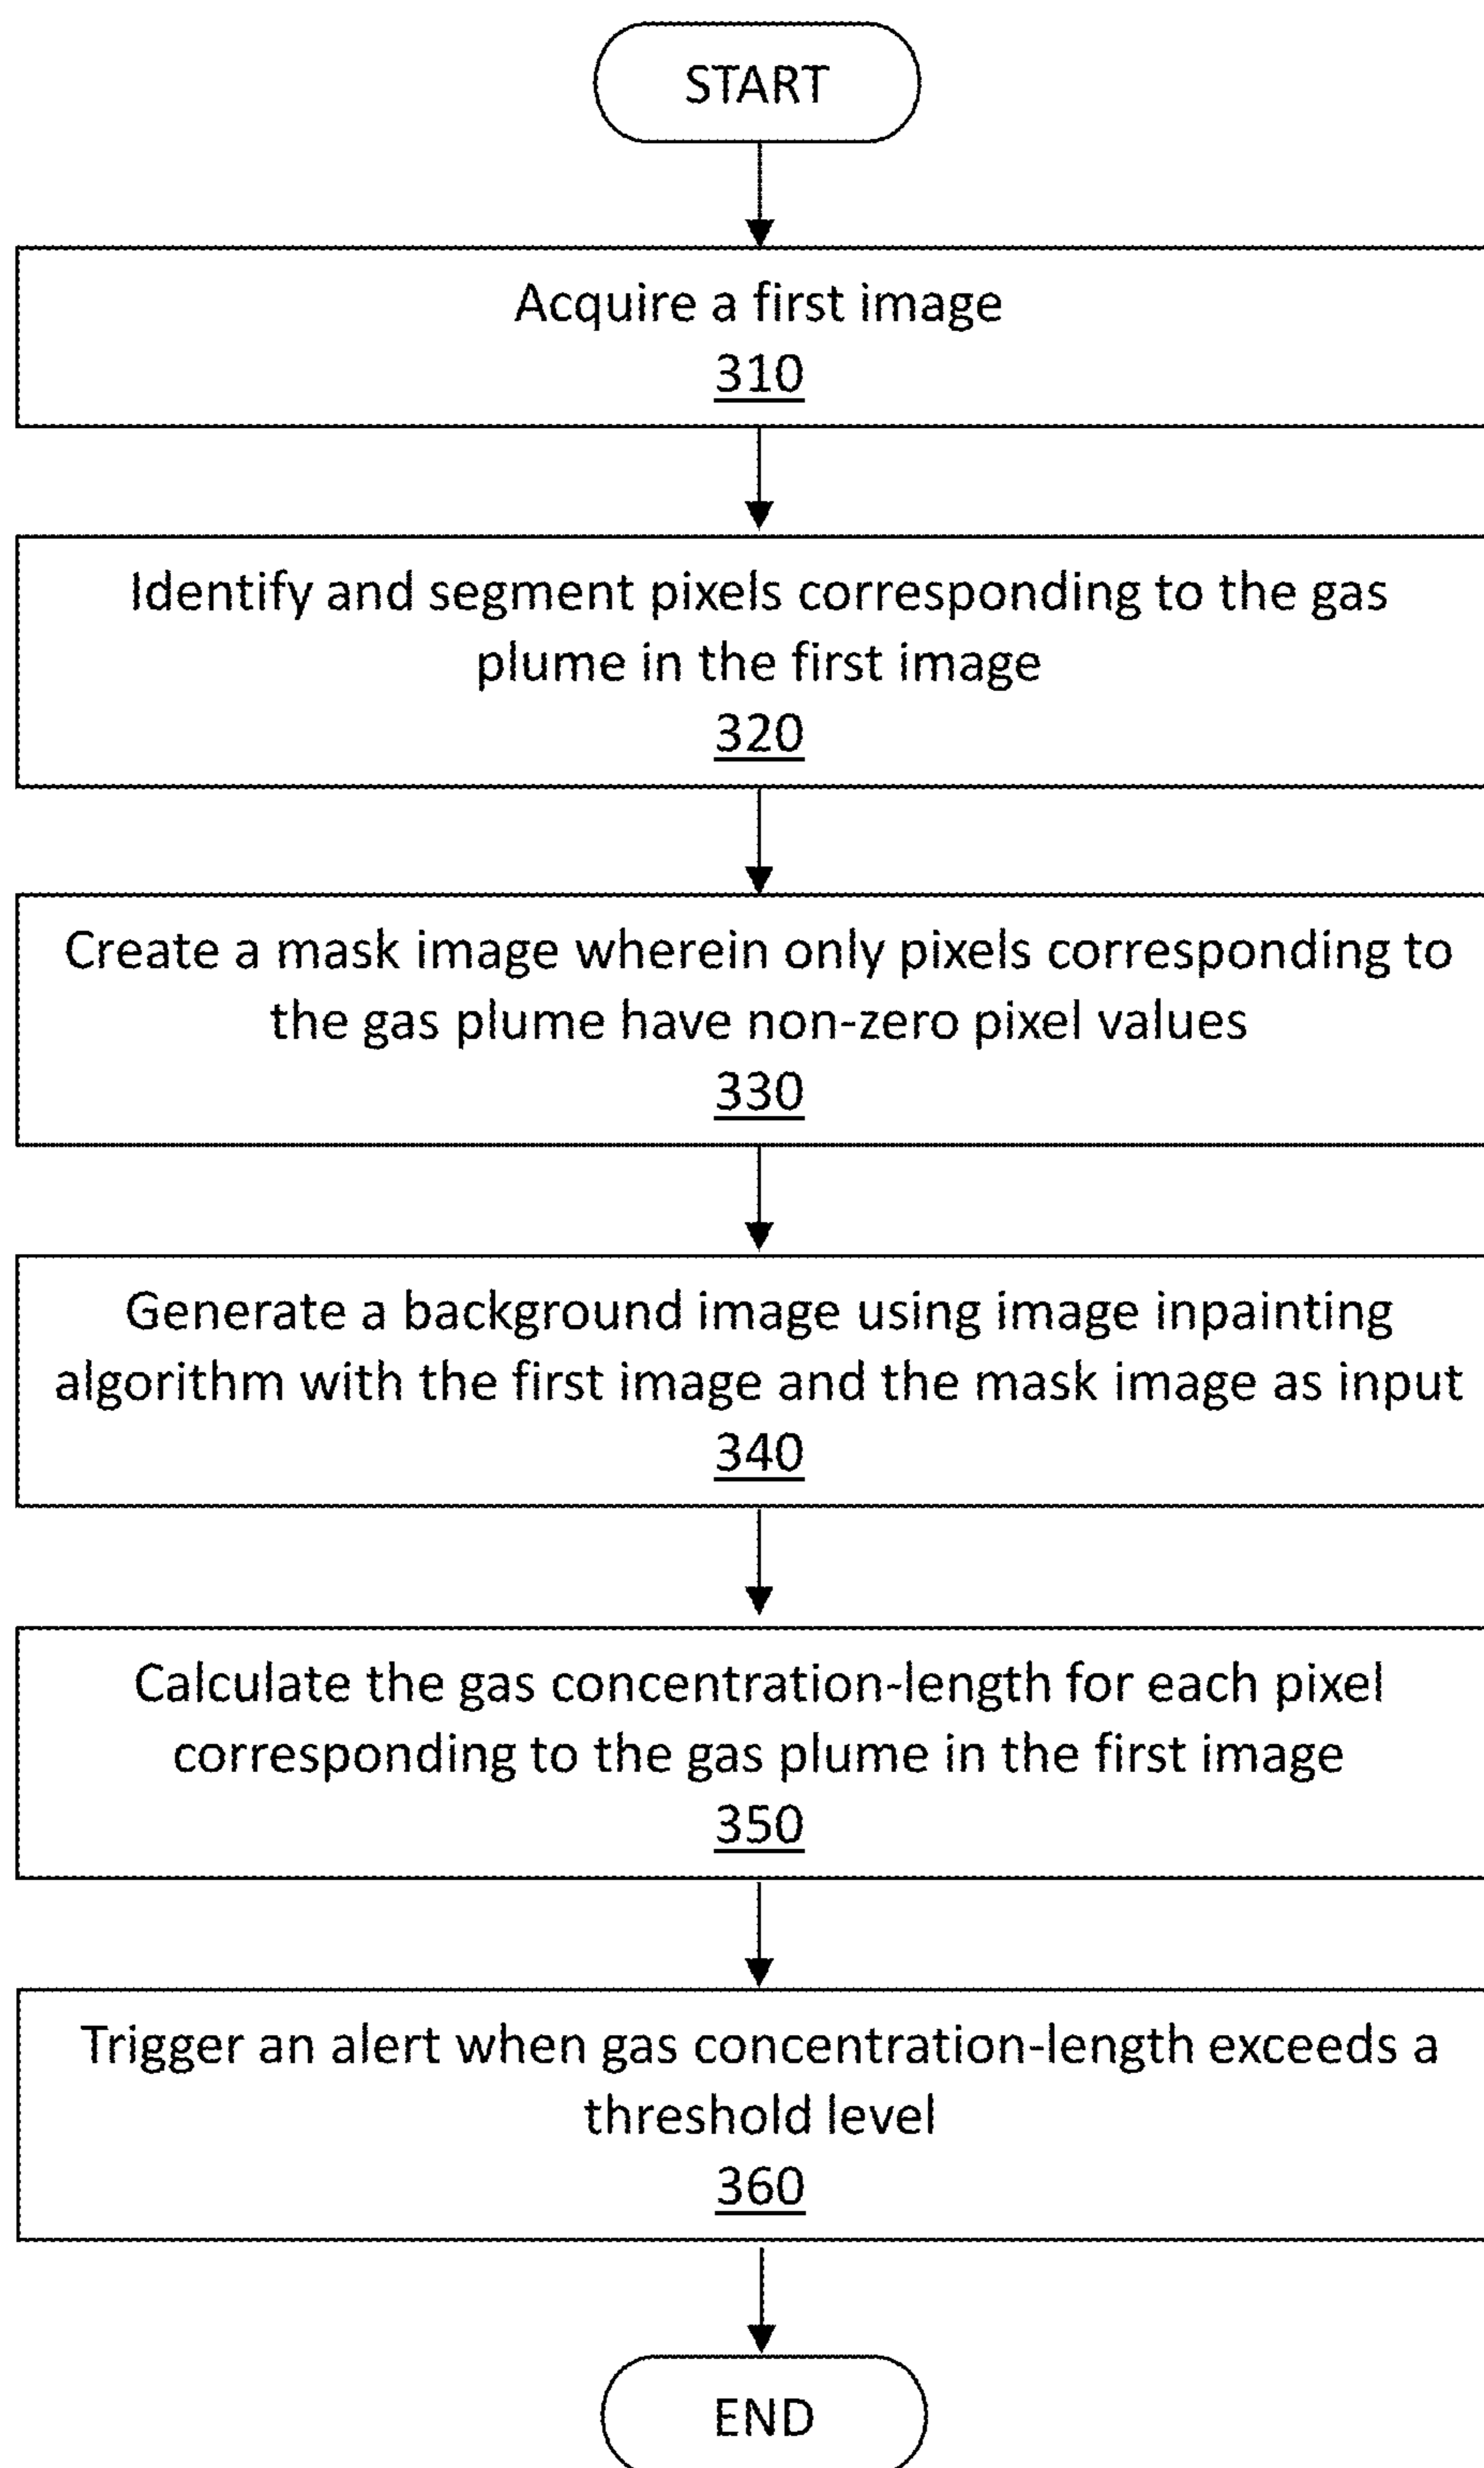 START
Acquire a first image
310
Identify and segment pixels corresponding to the gas
plume in the first image
320
Create a mask image wherein only pixels corresponding to
the gas plume have non-zero pixel values
330
Generate a background image using image inpainting
algorithm with the first image and the mask image as input
340
Calculate the gas concentration-length for each pixel
corresponding to the gas plume in the first image
350
Trigger an alert when gas concentration-length exceeds a
threshold level
360
END